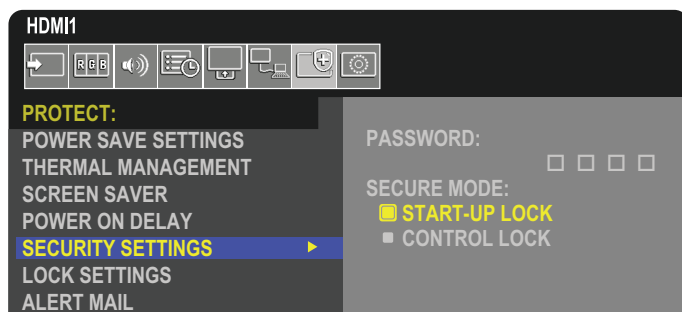 HDMI1
RGB
PROTECT:
POWER SAVE SETTINGS
THERMAL MANAGEMENT
SCREEN SAVER
POWER ON DELAY
SECURITY SETTINGS
LOCK SETTINGS
ALERT MAIL
PASSWORD:
SECURE MODE:
START-UP LOCK
CONTROL LOCK